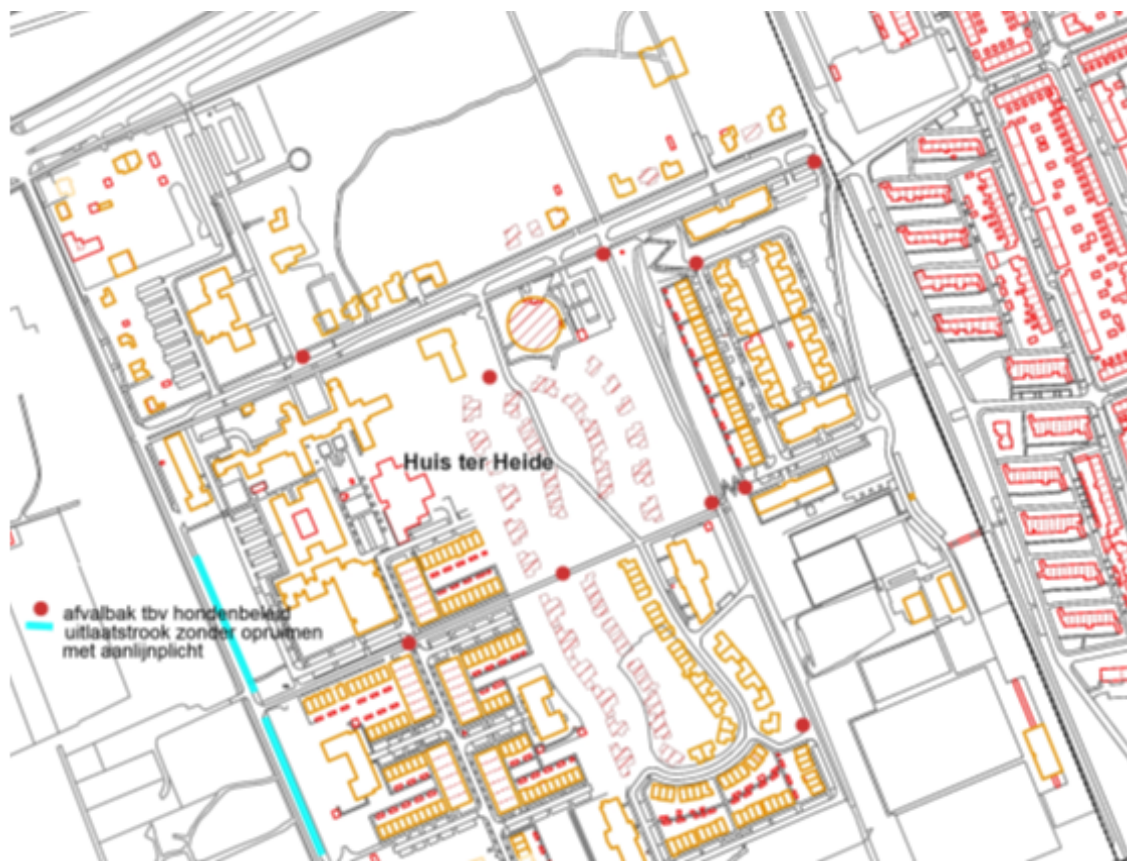 Huis ter Heide
afvalbak tbv hondenbeleid
uitlaatstrook zonder opruimen
met aanlijnplicht